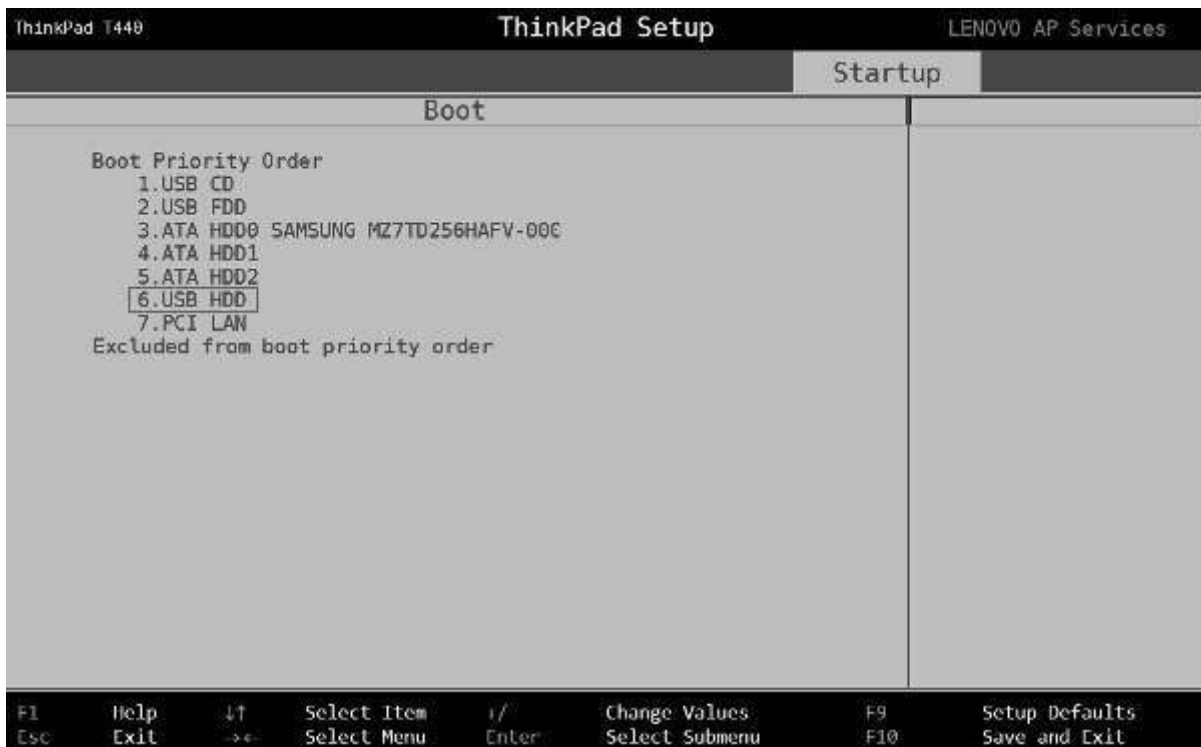 ThinkPad T440
ThinkPad Setup
LENOVO AP Services
Startup
Boot
Boot Priority Order
1.USB CD
2.USB FDD
3.ATA HDD0 SAMSUNG MZ7TD256HAFV-00C
4.ATA HDD1
5.ATA HDD2
6.USB HDD
7.PCI LAN
Excluded from boot priority order
F1 Help ↓↑ Select Item +/ Change Values F9 Setup Defaults
Esc Exit →← Select Menu Enter Select Submenu F10 Save and Exit